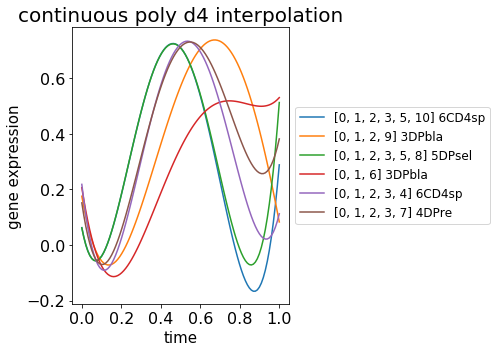 continuous poly d4 interpolation
gene expression
0.6
0.4
0.2
0.0
−0.2
0.0 0.2 0.4 0.6 0.8 1.0
time
[0, 1, 2, 3, 5, 10] 6CD4sp
[0, 1, 2, 9] 3DPbla
[0, 1, 2, 3, 5, 8] 5DPsel
[0, 1, 6] 3DPbla
[0, 1, 2, 3, 4] 6CD4sp
[0, 1, 2, 3, 7] 4DPre